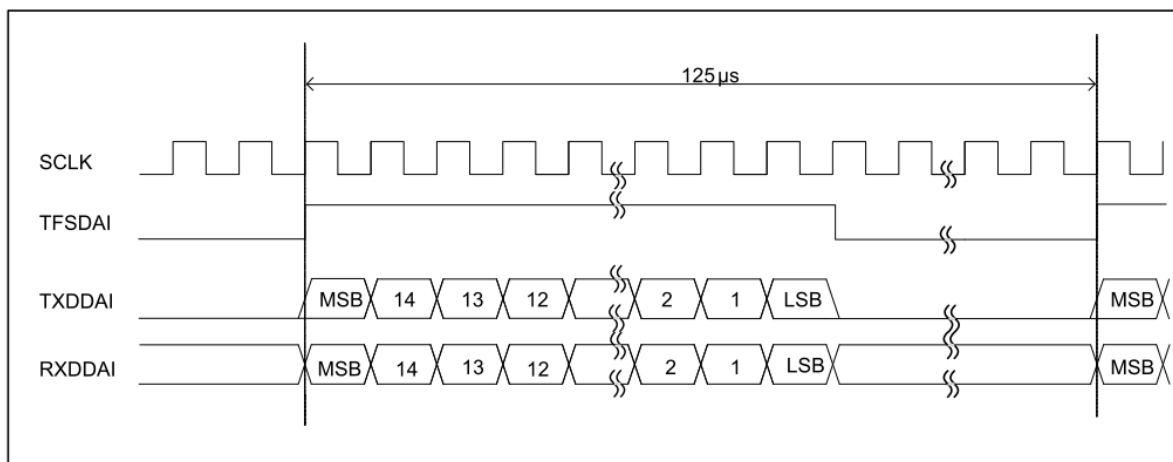 125µs
SCLK
TFSDAI
TXDDAI MSB 14 13 12 2 1 LSB MSB
RXDDAI MSB 14 13 12 2 1 LSB MSB